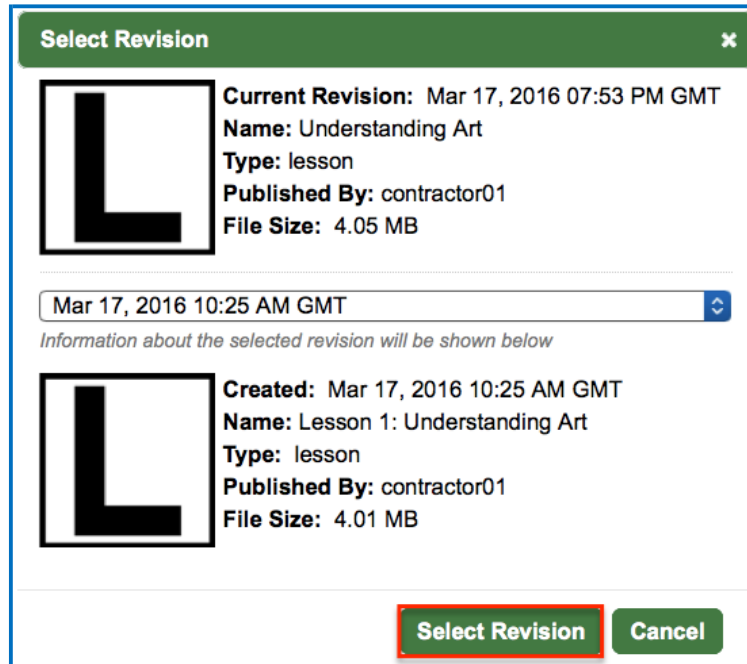 Select Revision ×
Current Revision: Mar 17, 2016 07:53 PM GMT
Name: Understanding Art
Type: lesson
Published By: contractor01
File Size: 4.05 MB
Mar 17, 2016 10:25 AM GMT
Information about the selected revision will be shown below
Created: Mar 17, 2016 10:25 AM GMT
Name: Lesson 1: Understanding Art
Type: lesson
Published By: contractor01
File Size: 4.01 MB
L
L
Select Revision Cancel